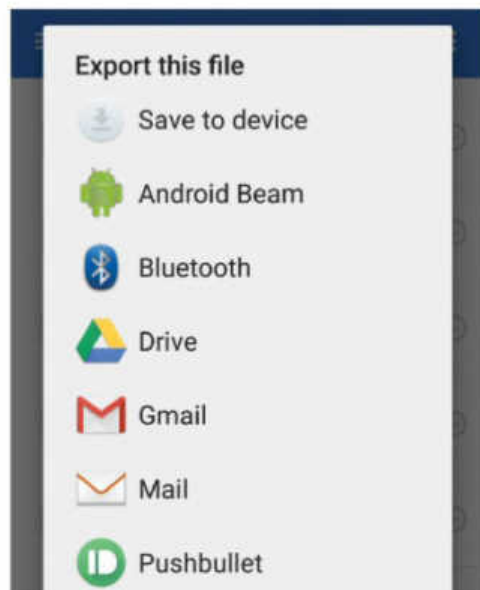 Export this file
Save to device
Android Beam
Bluetooth
Drive
Gmail
Mail
Pushbullet